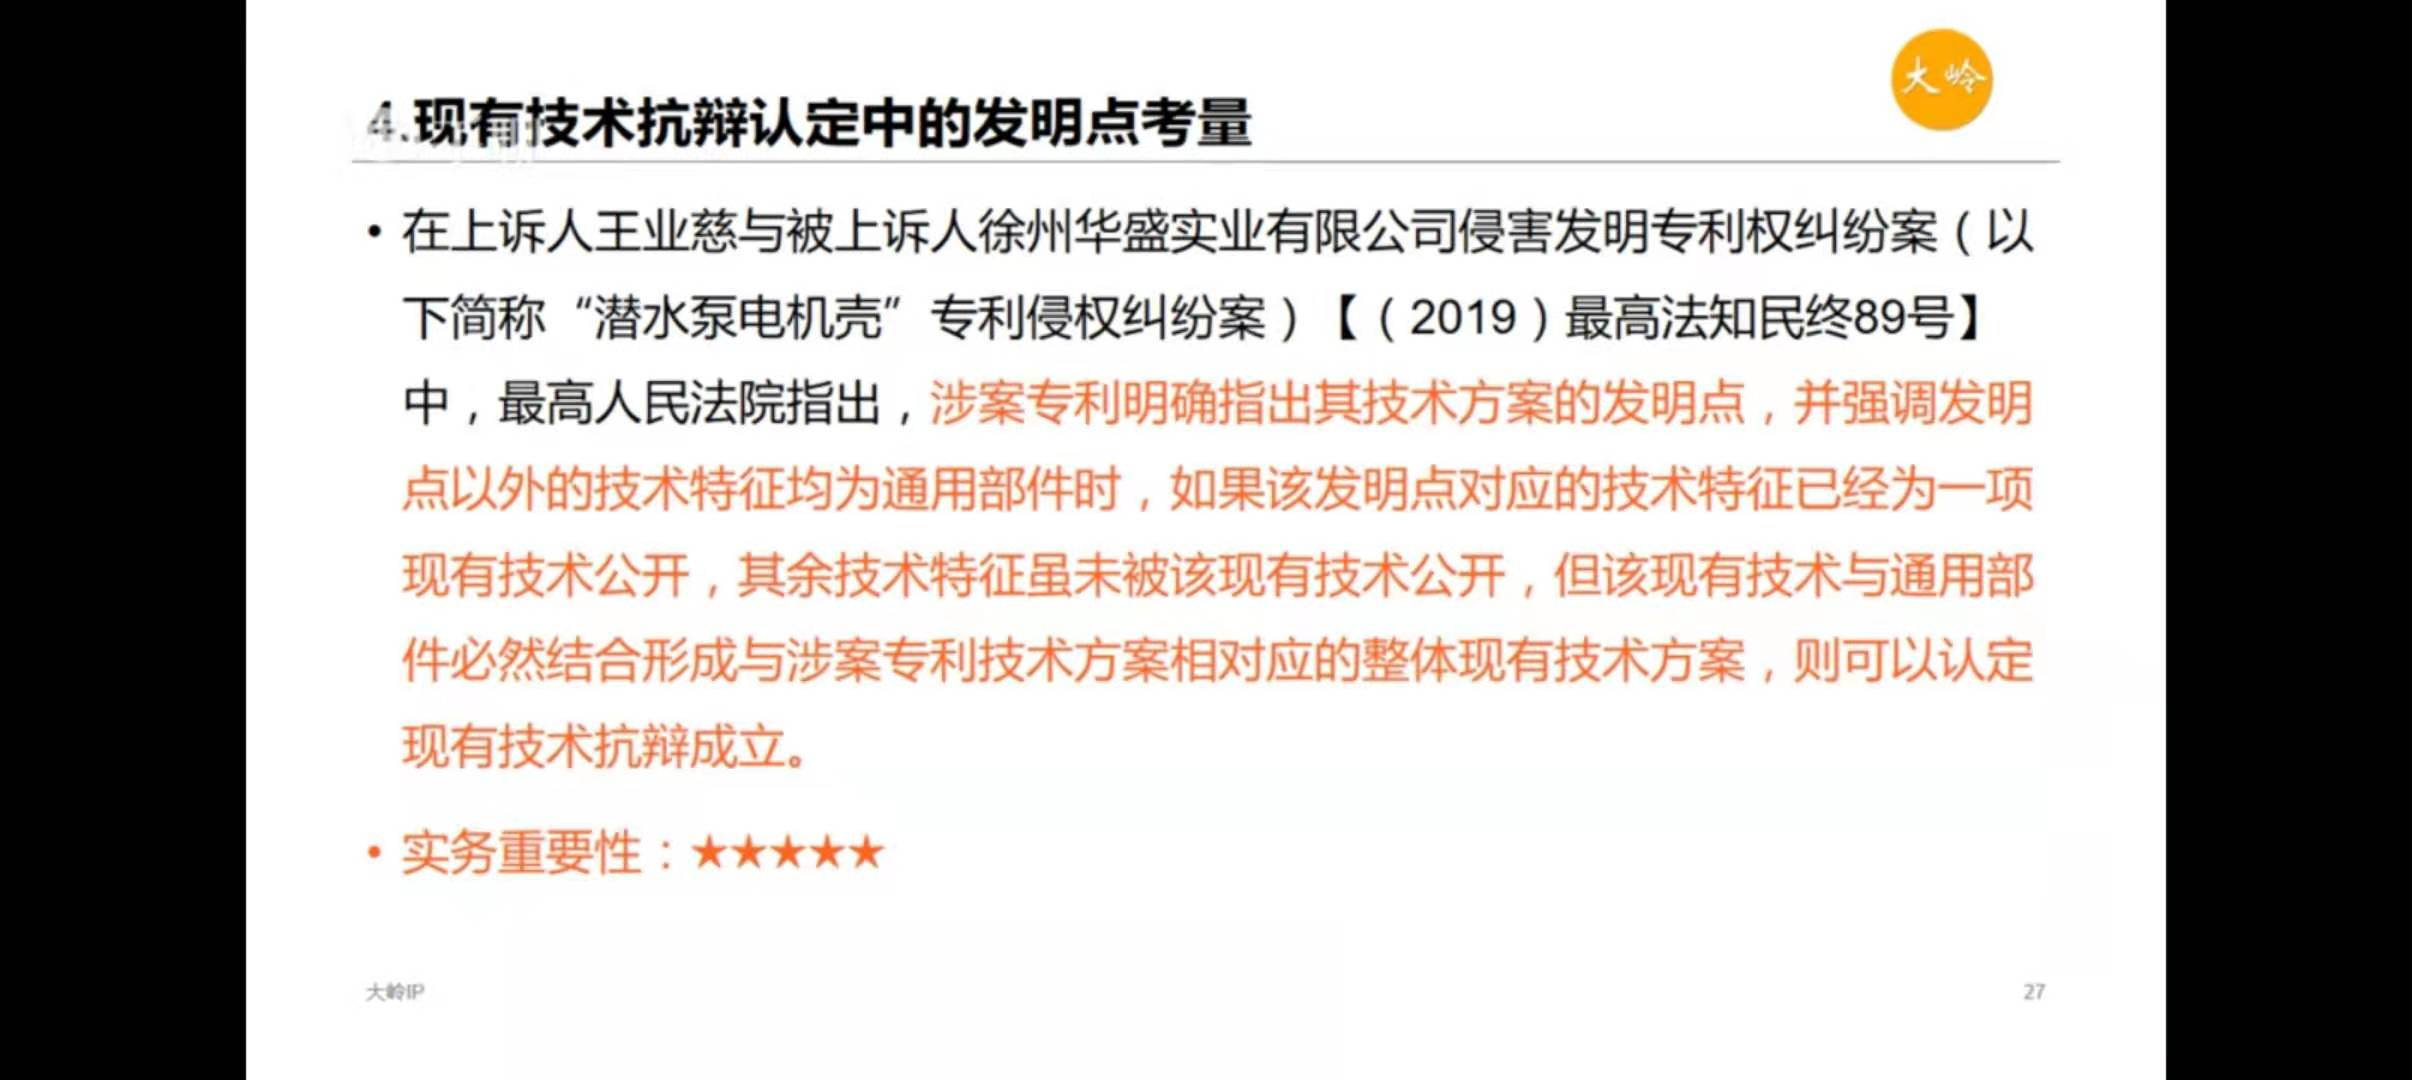 大岭
4.现有技术抗辩认定中的发明点考量
• 在上诉人王业慈与被上诉人徐州华盛实业有限公司侵害发明专利权纠纷案（以
下简称“潜水泵电机壳”专利侵权纠纷案）【（2019）最高法知民终89号】
中，最高人民法院指出，涉案专利明确指出其技术方案的发明点，并强调发明
点以外的技术特征均为通用部件时，如果该发明点对应的技术特征已经为一项
现有技术公开，其余技术特征虽未被该现有技术公开，但该现有技术与通用部
件必然结合形成与涉案专利技术方案相对应的整体现有技术方案，则可以认定
现有技术抗辩成立。
• 实务重要性：★★★★★
大岭IP
27